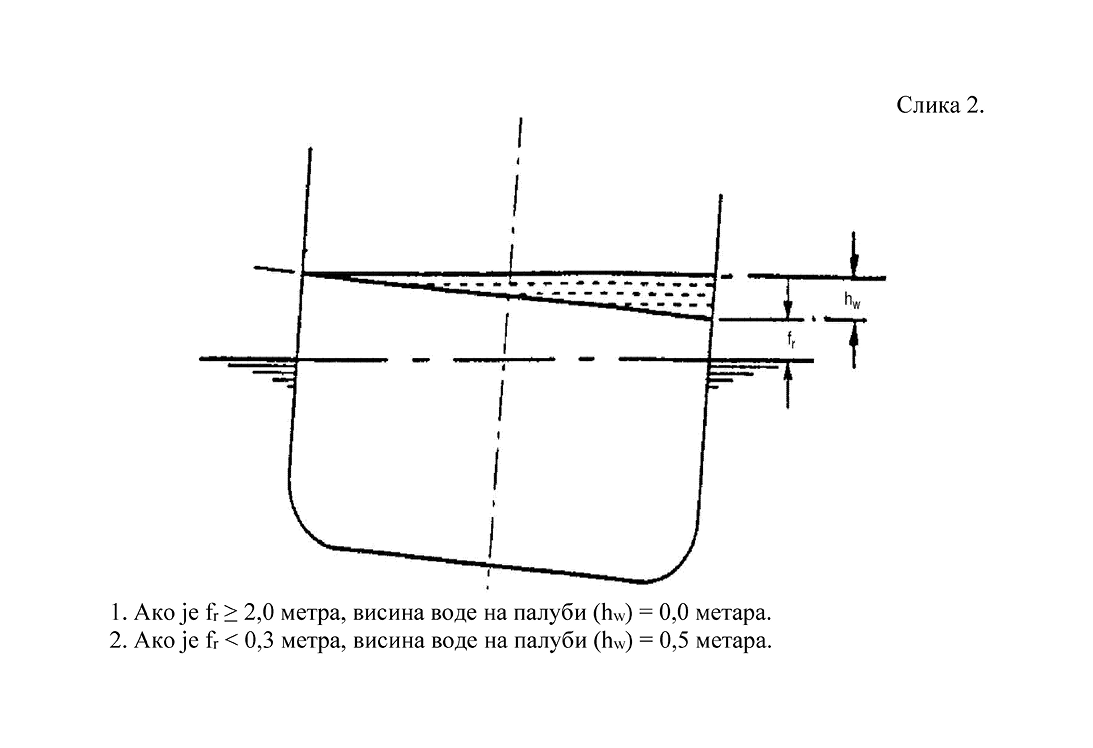 Слика 2.
hw
fr
1. Ако је fr ≥ 2,0 метра, висина воде на палуби (hw) = 0,0 метара.
2. Ако је fr < 0,3 метра, висина воде на палуби (hw) = 0,5 метара.